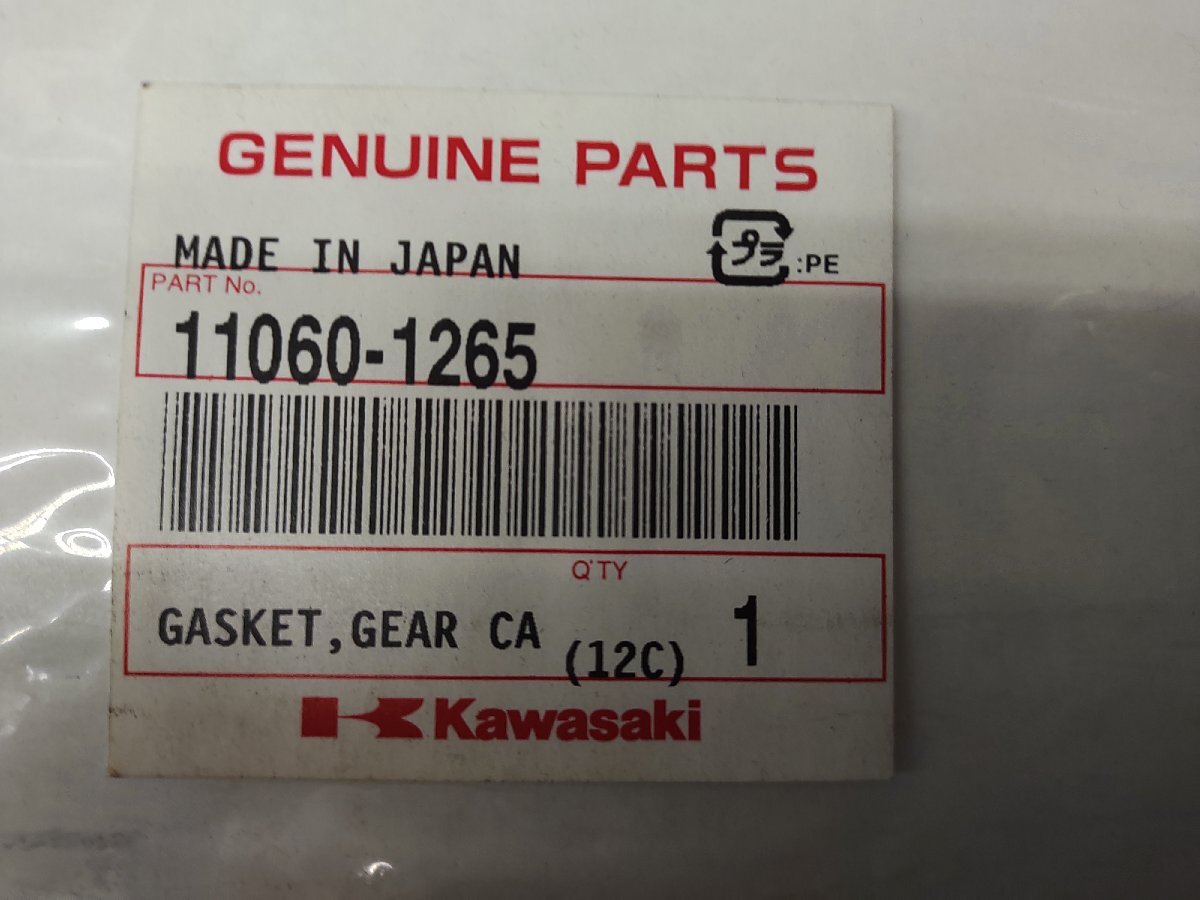 GENUINE PARTS
MADE IN JAPAN
プラ :PE
PART No.
11060-1265
Q'TY
GASKET,GEAR CA (12C) 1
Kawasaki